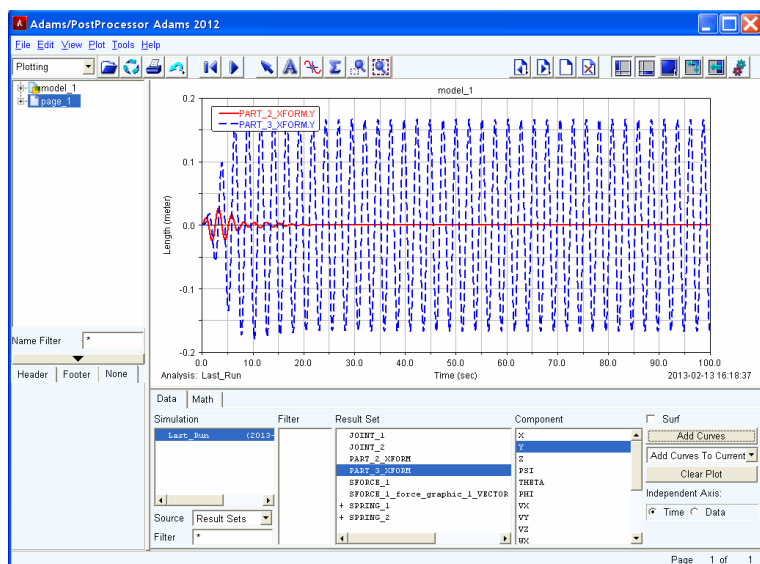 Adams/PostProcessor Adams 2012
File Edit View Plot Tools Help
Plotting
model_1
page_1
model_1
PART_2_XFORM.Y
PART_3_XFORM.Y
Length (meter)
0.2
0.1
0.0
-0.1
-0.2
0.0 10.0 20.0 30.0 40.0 50.0 60.0 70.0 80.0 90.0 100.0
Analysis: Last_Run Time (sec) 2013-02-13 16:18:37
Name Filter *
Header Footer None
Data Math
Simulation Filter Result Set Component Surf
Last_Run (2013-
JOINT_1
JOINT_2
PART_2_XFORM
PART_3_XFORM
SFORCE_1
SFORCE_1_force_graphic_1_VECTOR
+ SPRING_1
+ SPRING_2
X
Y
Z
PSI
THETA
PHI
VX
VY
VZ
WX
Add Curves
Add Curves To Current
Clear Plot
Independent Axis:
Time Data
Source Result Sets
Filter *
Page 1 of 1